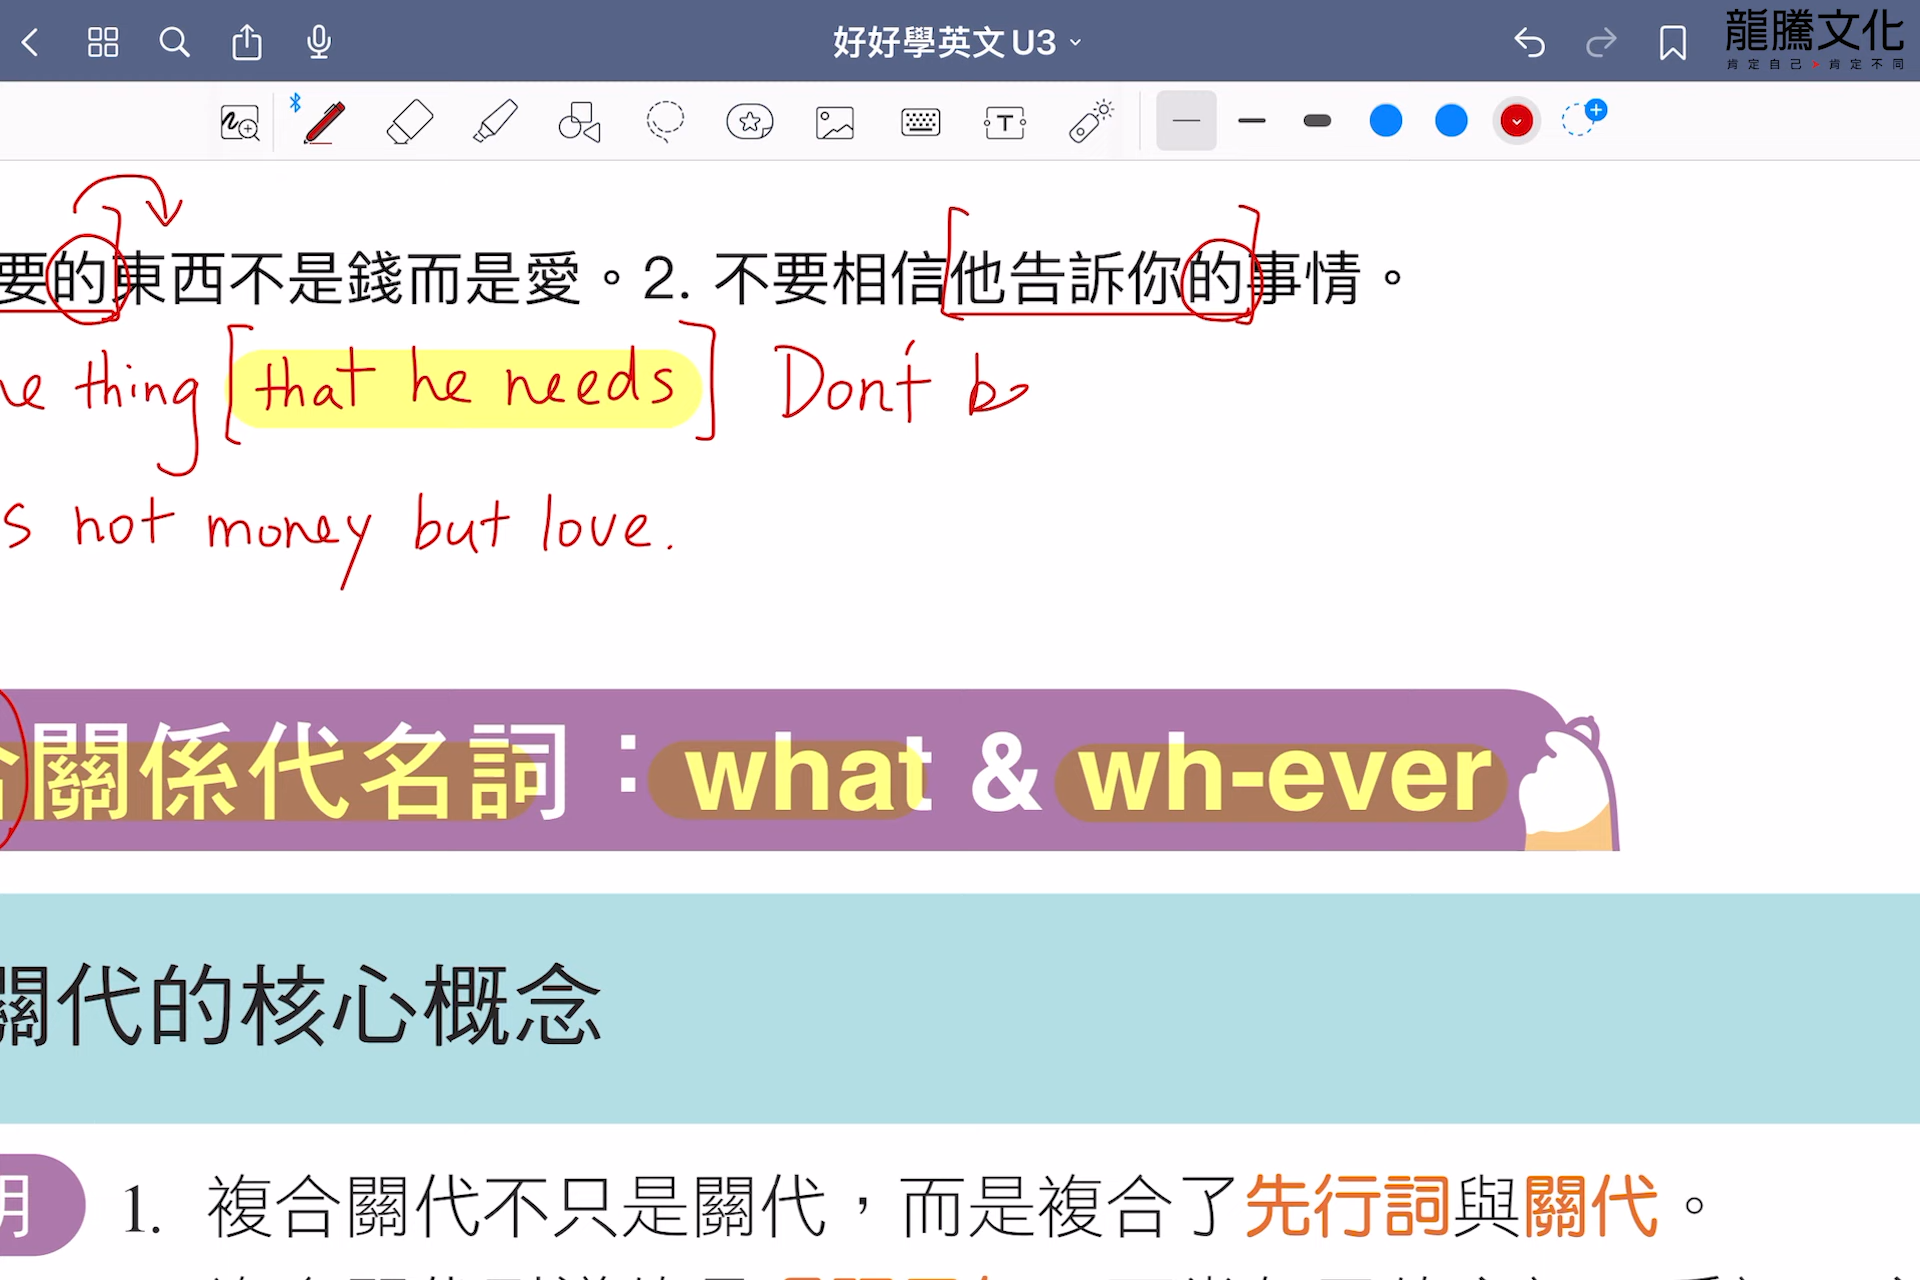 好好學英文 U3
龍騰文化
肯定自己 肯定不同
要的東西不是錢而是愛。2. 不要相信他告訴你的事情。
he thing [that he needs] Don't be
s not money but love.
合關係代名詞：what & wh-ever
關代的核心概念
明 1. 複合關代不只是關代，而是複合了先行詞與關代。